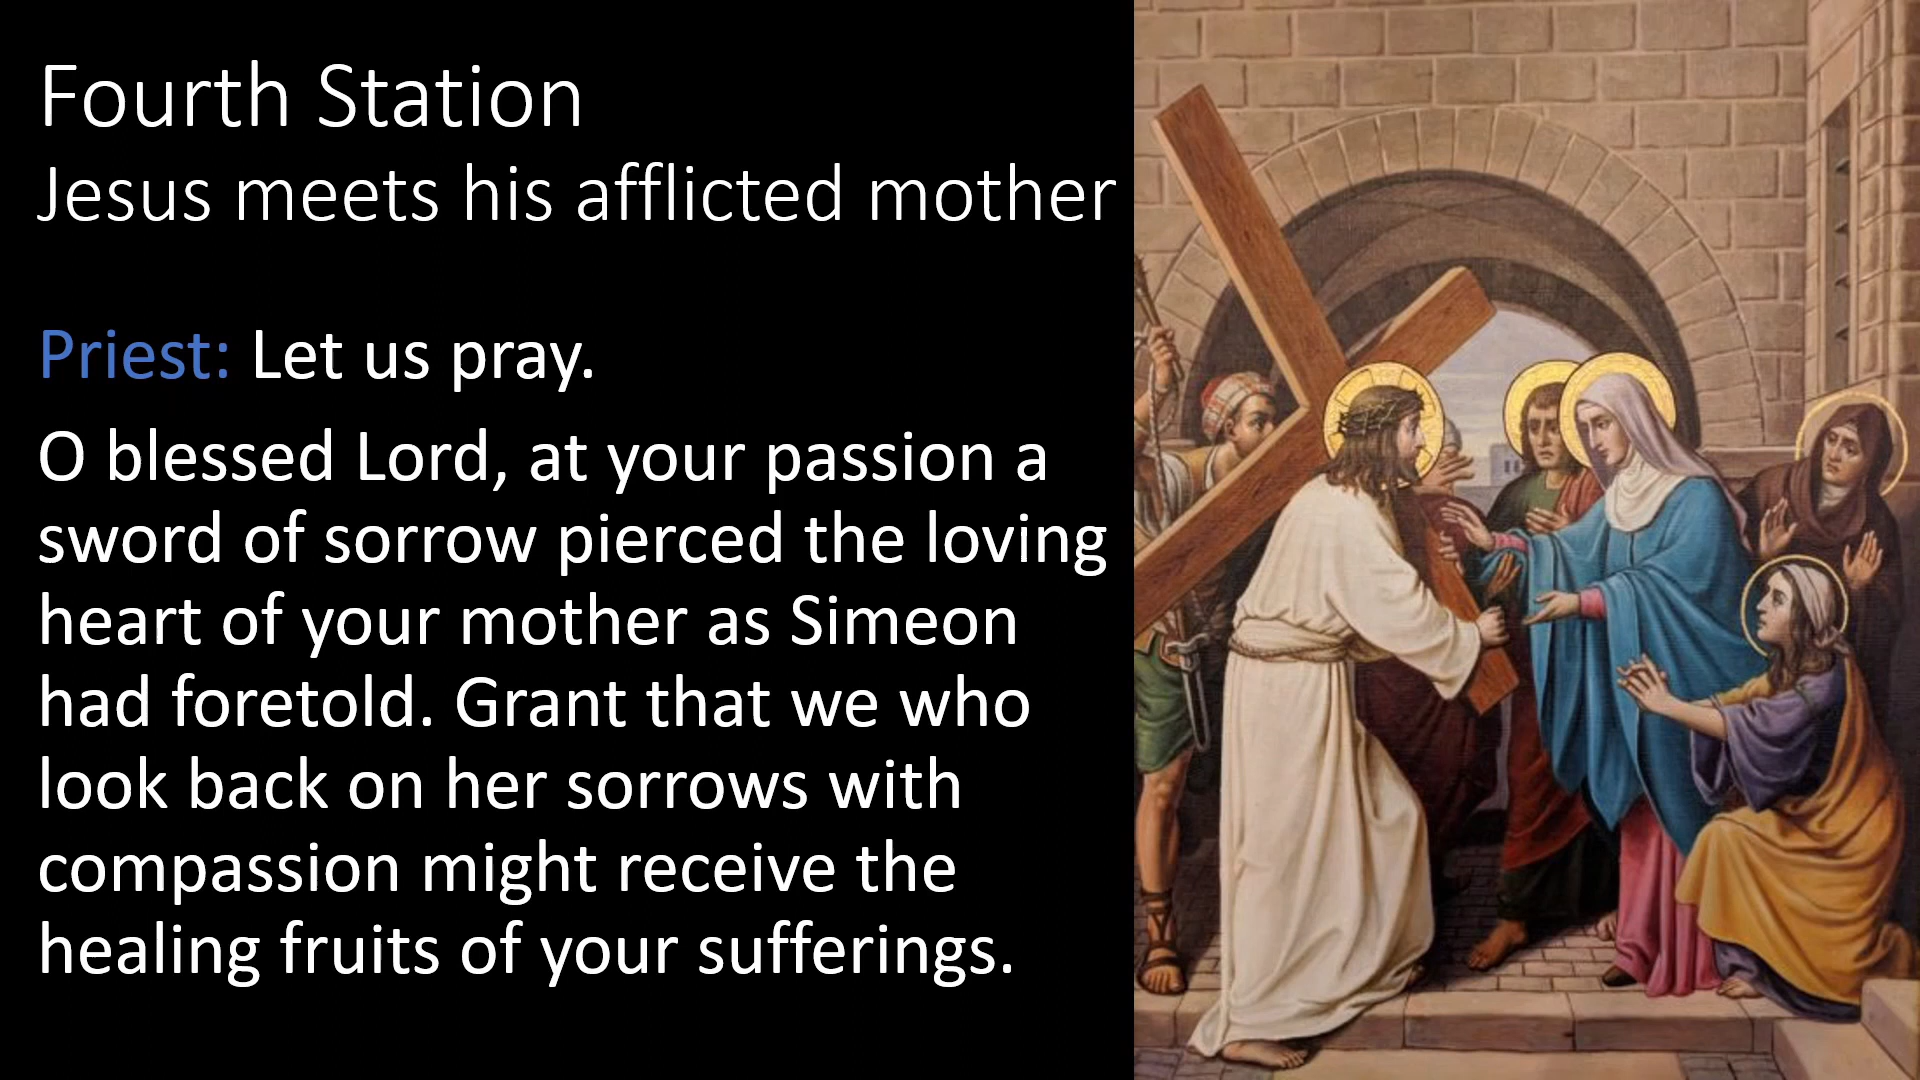 Fourth Station
Jesus meets his afflicted mother
Priest: Let us pray.
O blessed Lord, at your passion a
sword of sorrow pierced the loving
heart of your mother as Simeon
had foretold. Grant that we who
look back on her sorrows with
compassion might receive the
healing fruits of your sufferings.